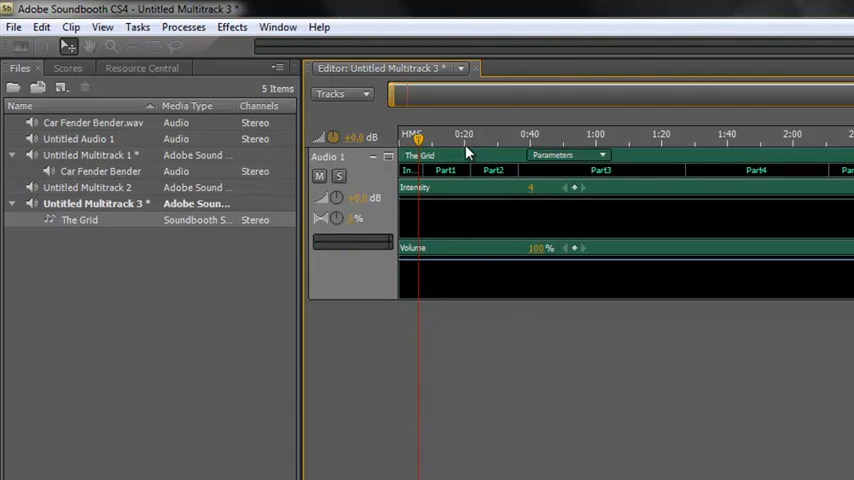 Sb Adobe Soundbooth CS4 - Untitled Multitrack 3 *
File Edit Clip View Tasks Processes Effects Window Help
Files Scores Resource Central
5 Items
Name Media Type Channels
Car Fender Bender.wav Audio Stereo
Untitled Audio 1 Audio Stereo
Untitled Multitrack 1 * Adobe Sound ...
Car Fender Bender Audio Stereo
Untitled Multitrack 2 Adobe Sound ...
Untitled Multitrack 3 * Adobe Soun...
The Grid Soundbooth S... Stereo
Editor: Untitled Multitrack 3 *
Tracks
+0.0 dB HMS 0:20 0:40 1:00 1:20 1:40 2:00 2:
Audio 1 The Grid Parameters
In... Part1 Part2 Part3 Part4 Pa
M S Intensity 4
+0.0 dB
0 %
Volume 100 %